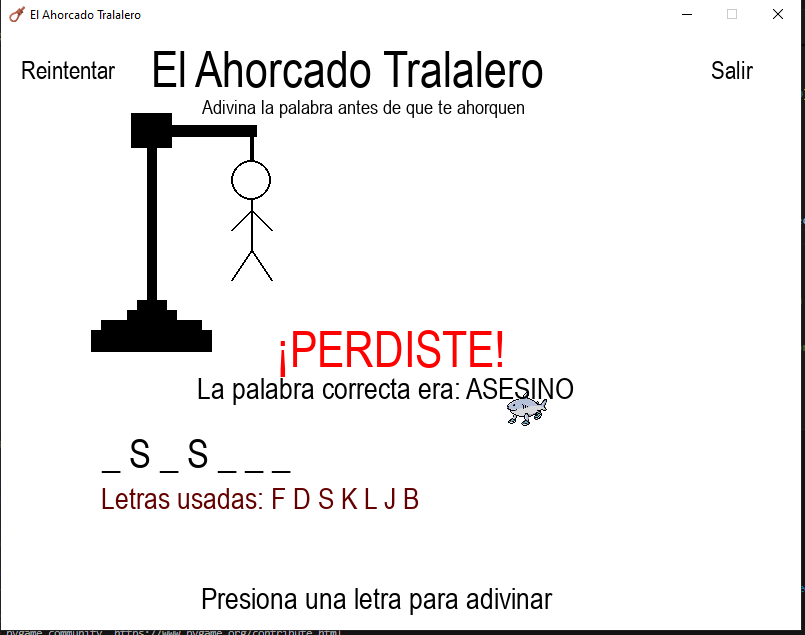 El Ahorcado Tralalero
Reintentar
El Ahorcado Tralalero
Salir
Adivina la palabra antes de que te ahorquen
¡PERDISTE!
La palabra correcta era: ASESINO
_ S _ S _ _ _
Letras usadas: F D S K L J B
Presiona una letra para adivinar
pygame community. https://www.pygame.org/contribute.html